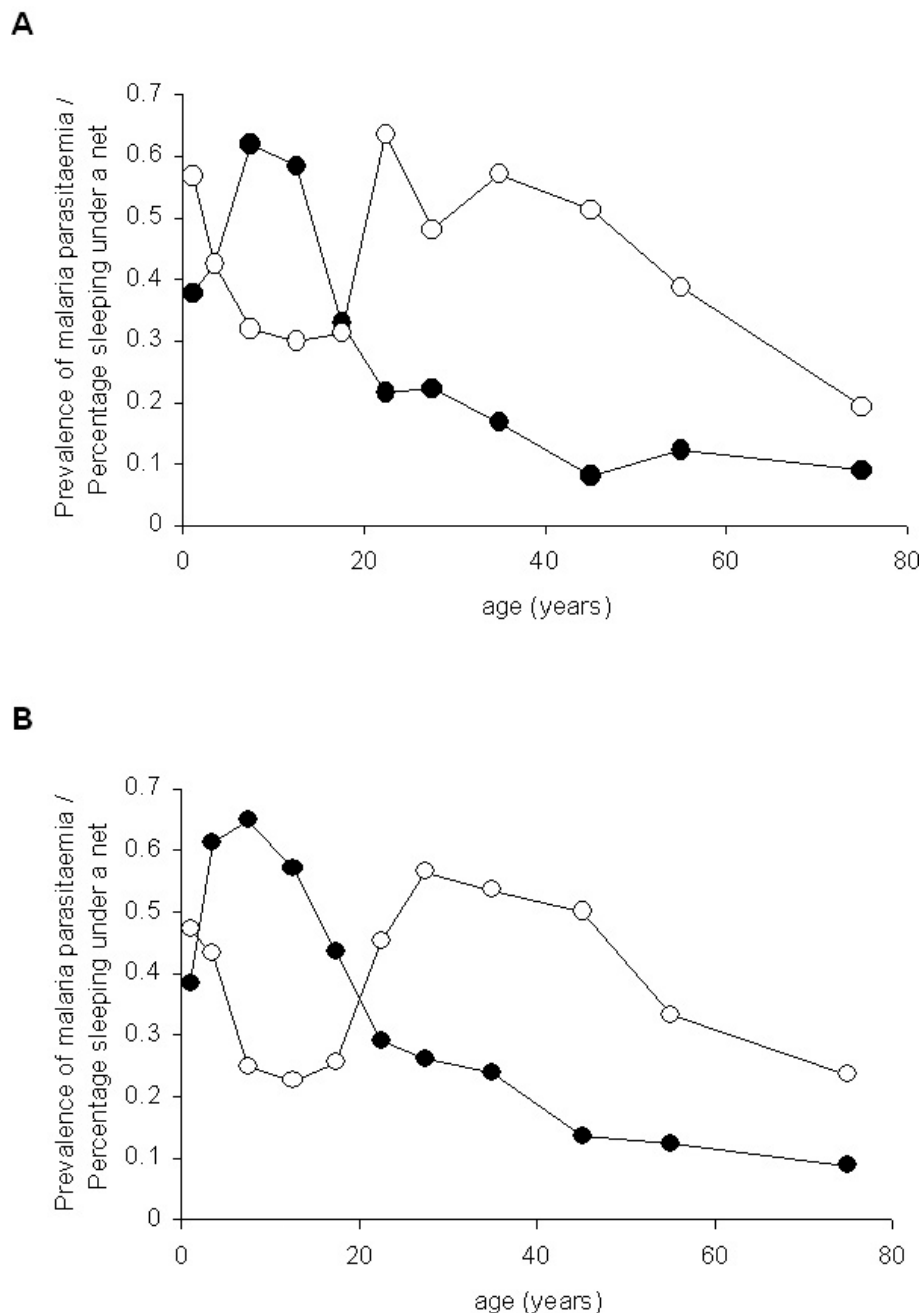 A
Prevalence of malaria parasitaemia /
Percentage sleeping under a net
0.7
0.6
0.5
0.4
0.3
0.2
0.1
0
0 20 40 60 80
age (years)
B
Prevalence of malaria parasitaemia /
Percentage sleeping under a net
0.7
0.6
0.5
0.4
0.3
0.2
0.1
0
0 20 40 60 80
age (years)